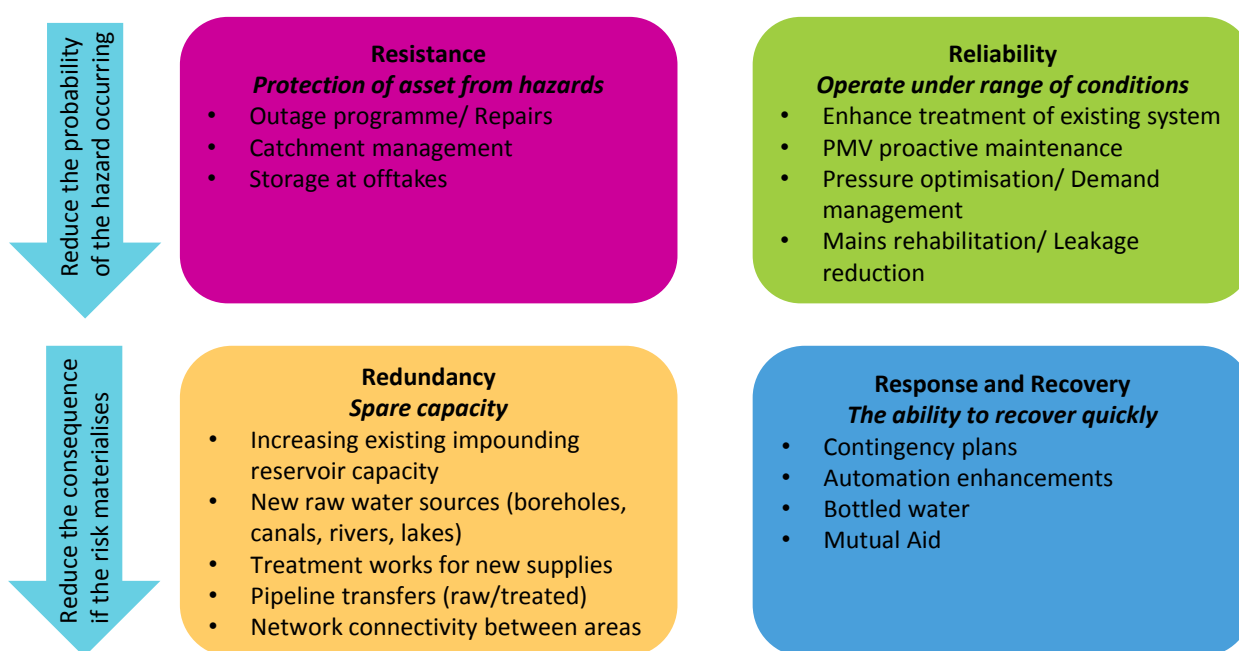 Reduce the probability
of the hazard occurring
Resistance
Protection of asset from hazards
• Outage programme/ Repairs
• Catchment management
• Storage at offtakes
Reliability
Operate under range of conditions
• Enhance treatment of existing system
• PMV proactive maintenance
• Pressure optimisation/ Demand
management
• Mains rehabilitation/ Leakage
reduction
Reduce the consequence
if the risk materialises
Redundancy
Spare capacity
• Increasing existing impounding
reservoir capacity
• New raw water sources (boreholes,
canals, rivers, lakes)
• Treatment works for new supplies
• Pipeline transfers (raw/treated)
• Network connectivity between areas
Response and Recovery
The ability to recover quickly
• Contingency plans
• Automation enhancements
• Bottled water
• Mutual Aid